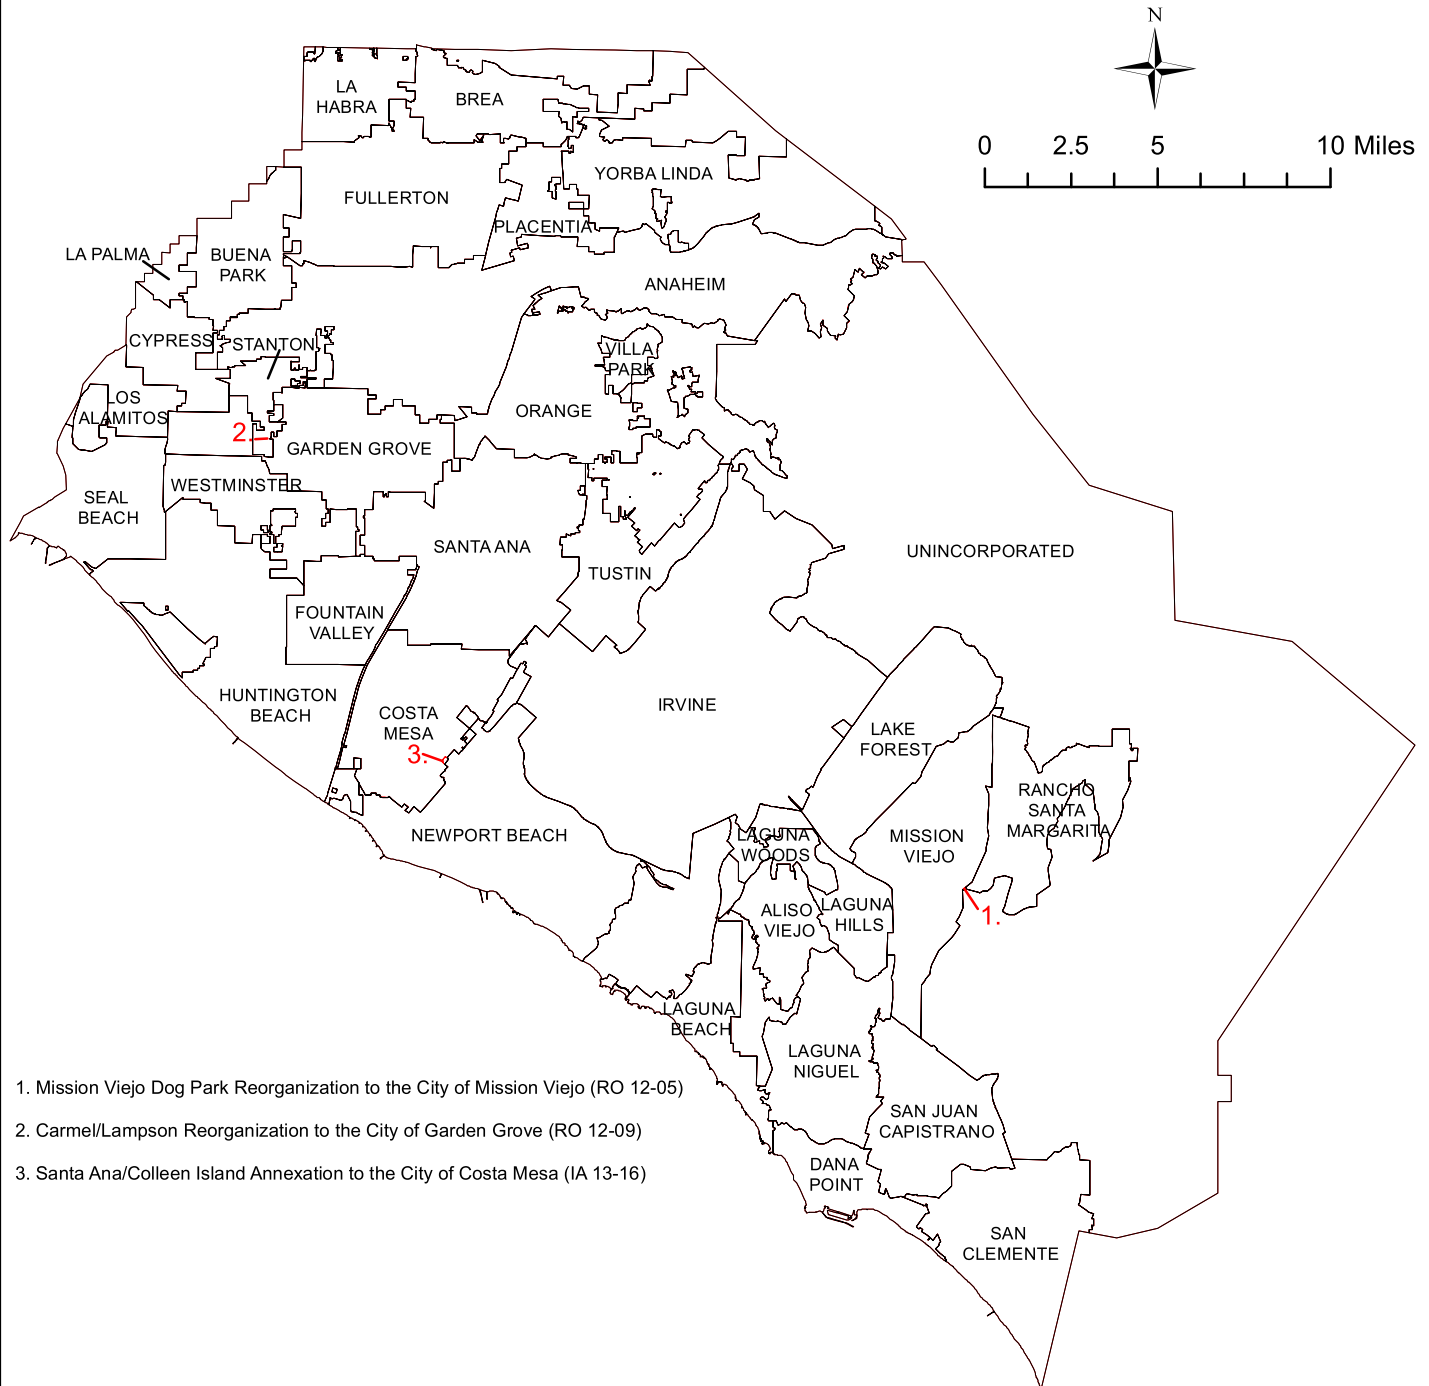 N
0 2.5 5 10 Miles
LA
HABRA
BREA
FULLERTON
YORBA LINDA
PLACENTIA
LA PALMA
BUENA
PARK
ANAHEIM
CYPRESS
STANTON
VILLA
PARK
LOS
ALAMITOS
ORANGE
2.
GARDEN GROVE
WESTMINSTER
SEAL
BEACH
SANTA ANA
UNINCORPORATED
TUSTIN
FOUNTAIN
VALLEY
HUNTINGTON
BEACH
IRVINE
COSTA
MESA
3.
LAKE
FOREST
RANCHO
SANTA
MARGARITA
NEWPORT BEACH
LAGUNA
WOODS
MISSION
VIEJO
ALISO
VIEJO
LAGUNA
HILLS
1.
LAGUNA
BEACH
LAGUNA
NIGUEL
1. Mission Viejo Dog Park Reorganization to the City of Mission Viejo (RO 12-05)
2. Carmel/Lampson Reorganization to the City of Garden Grove (RO 12-09)
3. Santa Ana/Colleen Island Annexation to the City of Costa Mesa (IA 13-16)
SAN JUAN
CAPISTRANO
DANA
POINT
SAN
CLEMENTE